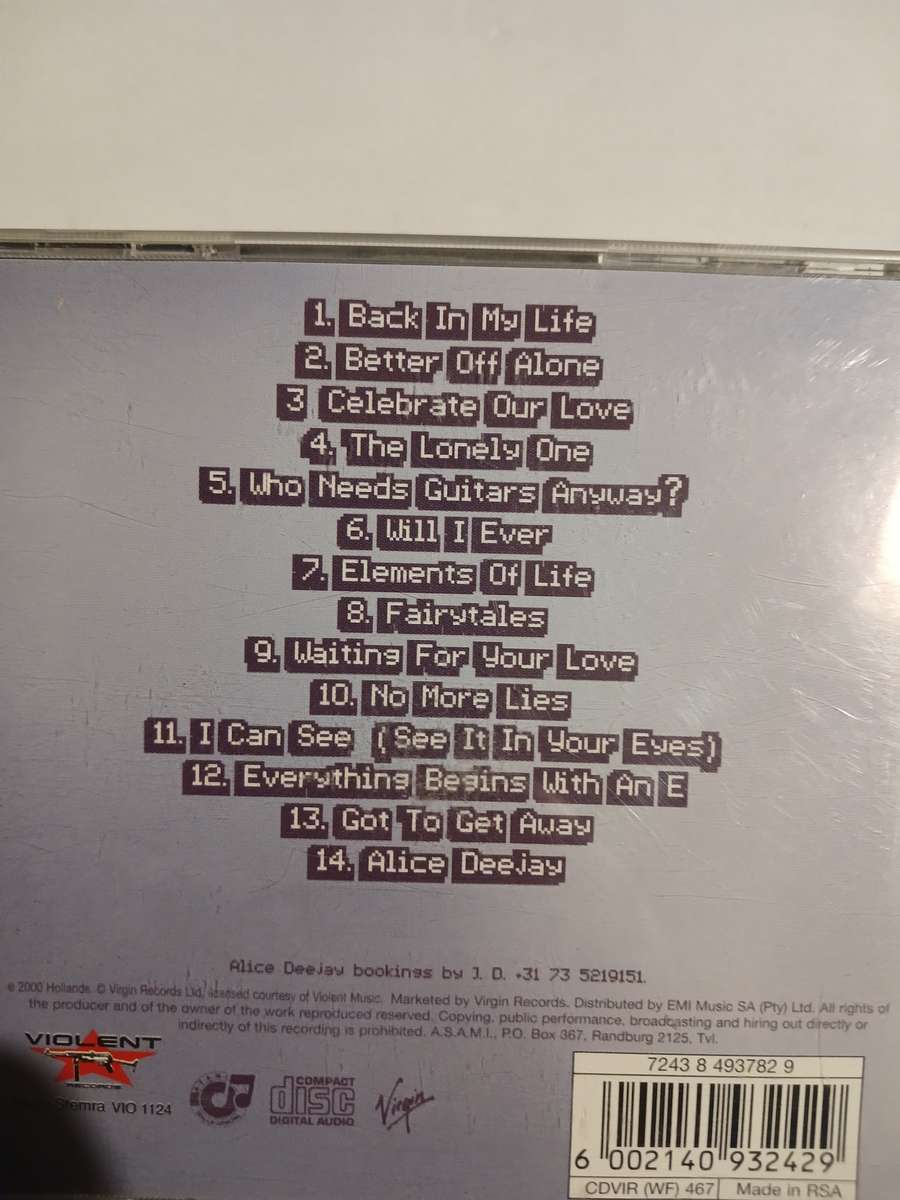 1. Back In My Life
2. Better Off Alone
3 Celebrate Our Love
4. The Lonely One
5. Who Needs Guitars Anyway?
6. Will I Ever
7. Elements Of Life
8. Fairytales
9. Waiting For Your Love
10. No More Lies
11. I Can See (See It In Your Eyes)
12. Everything Begins With An E
13. Got To Get Away
14. Alice Deejay
Alice Deejay bookings by J. D. +31 73 5219151.
2000 Hollande. © Virgin Records Ltd, licensed courtesy of Violent Music. Marketed by Virgin Records. Distributed by EMI Music SA (Pty) Ltd. All rights of
the producer and of the owner of the work reproduced reserved. Copying, public performance, broadcasting and hiring out directly or
indirectly of this recording is prohibited. A.S.A.M.I., P.O. Box 367, Randburg 2125, Tvl.
VIOLENT
RECORDS
Stemra VIO 1124
COMPACT
disc
DIGITAL AUDIO
Virgin
7243 8 493782 9
6 002140 932429
CDVIR (WF) 467
Made in RSA